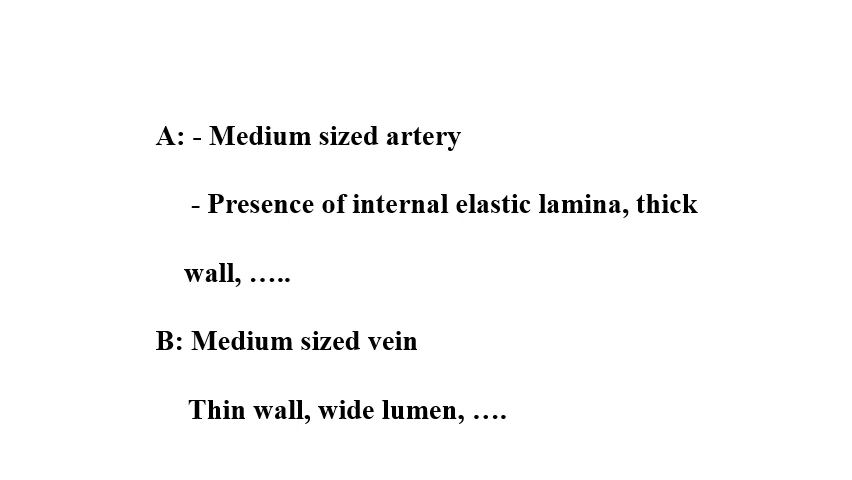 A: - Medium sized artery
- Presence of internal elastic lamina, thick
wall, …..
B: Medium sized vein
Thin wall, wide lumen, ….